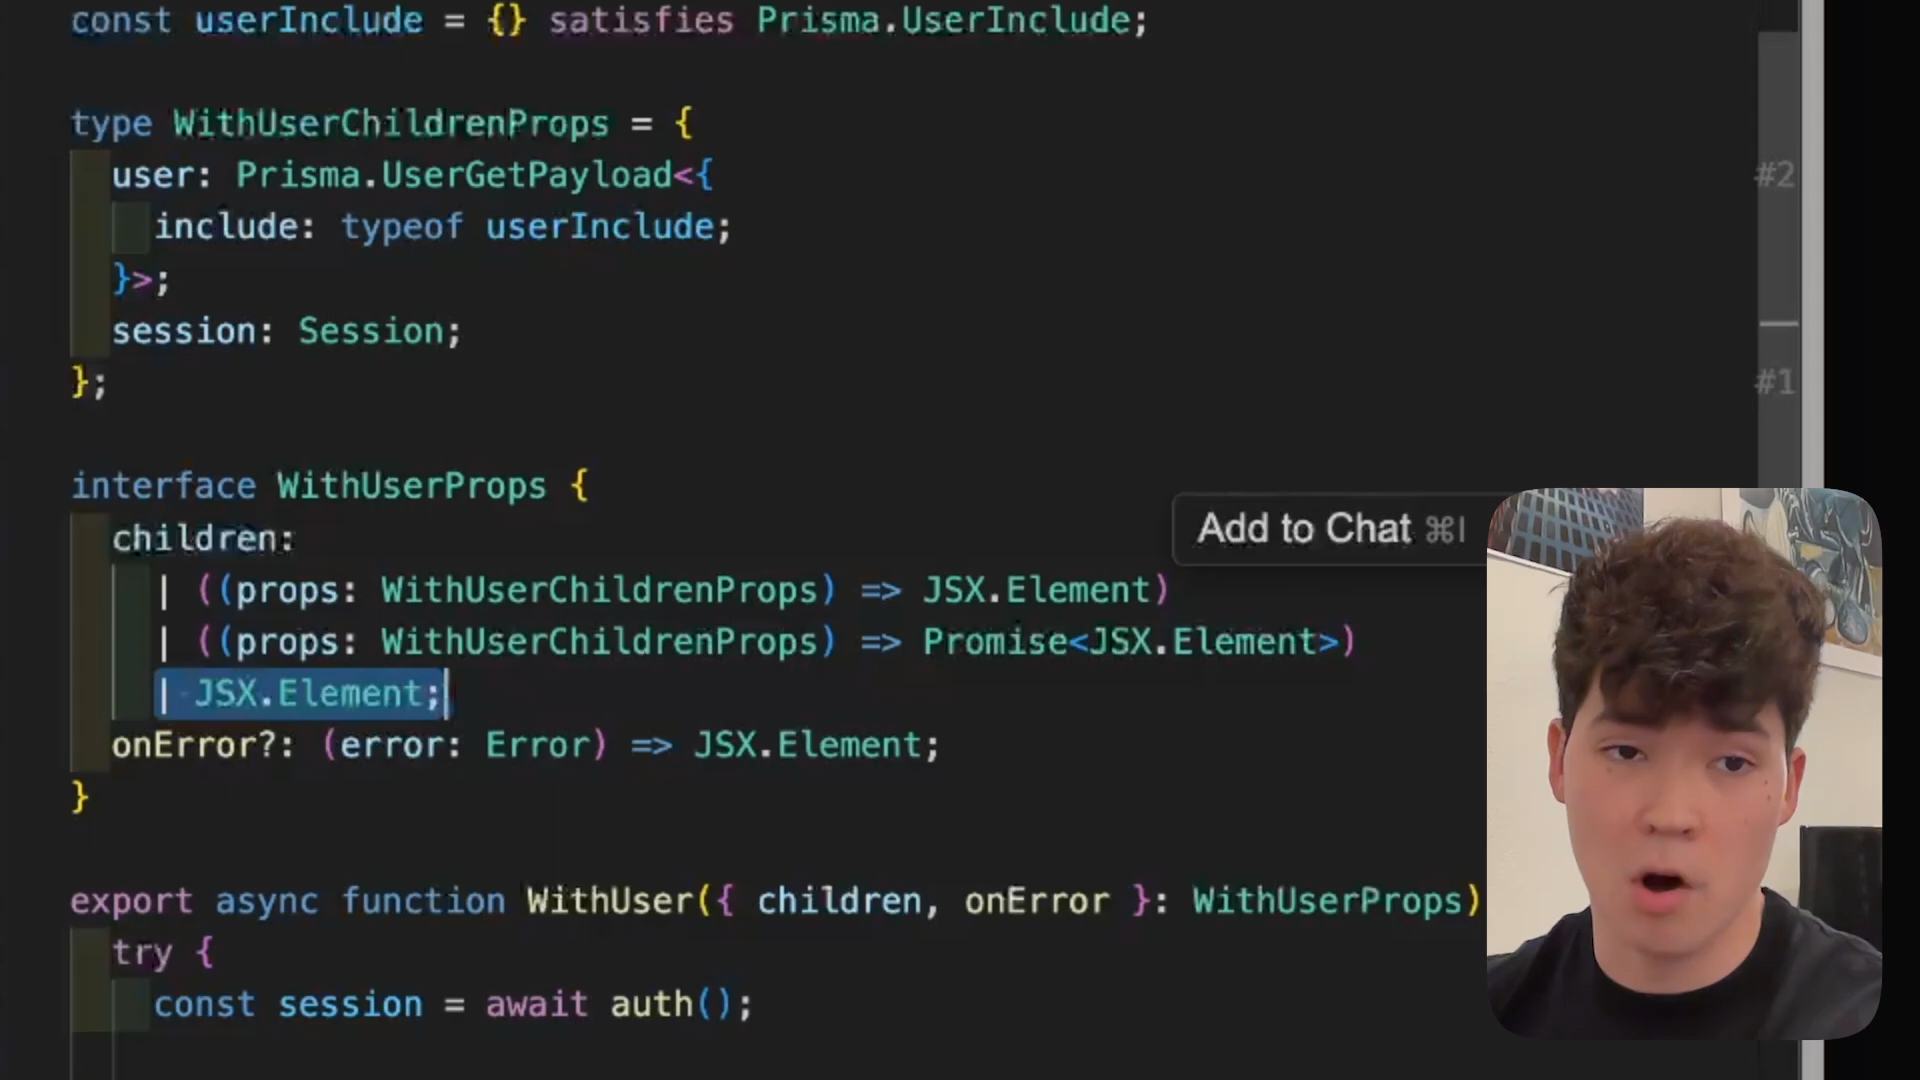 const userInclude = {} satisfies Prisma.UserInclude;
type WithUserChildrenProps = {
user: Prisma.UserGetPayload<{
#2
include: typeof userInclude;
}>;
session: Session;
};
#1
interface WithUserProps {
children:
Add to Chat ⌘I
| ((props: WithUserChildrenProps) => JSX.Element)
| ((props: WithUserChildrenProps) => Promise<JSX.Element>)
| JSX.Element;
onError?: (error: Error) => JSX.Element;
}
export async function WithUser({ children, onError }: WithUserProps)
try {
const session = await auth();